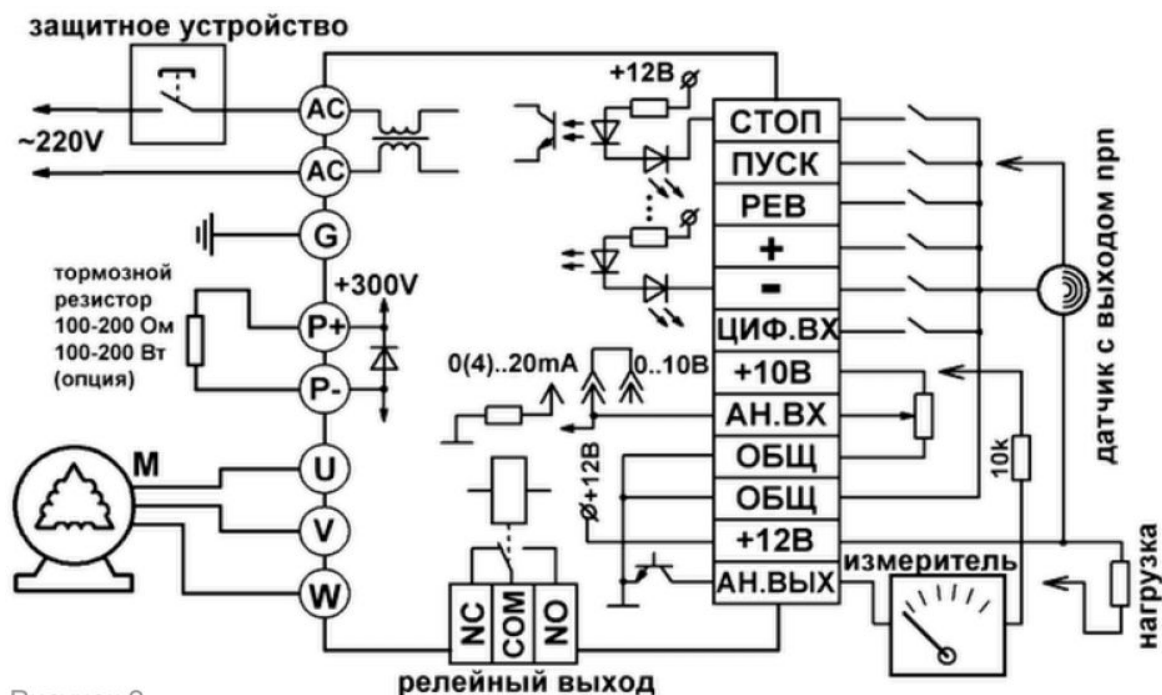 защитное устройство
~220V
AC
AC
G
тормозной
резистор
100-200 Ом
100-200 Вт
(опция)
+300V
P+
P-
M
U
V
W
+12В
0(4)..20mA
0..10В
+12В
NC
COM
NO
релейный выход
СТОП
ПУСК
РЕВ
+
-
ЦИФ.ВХ
+10В
АН.ВХ
ОБЩ
ОБЩ
+12В
АН.ВЫХ
измеритель
10k
датчик с выходом npn
нагрузка